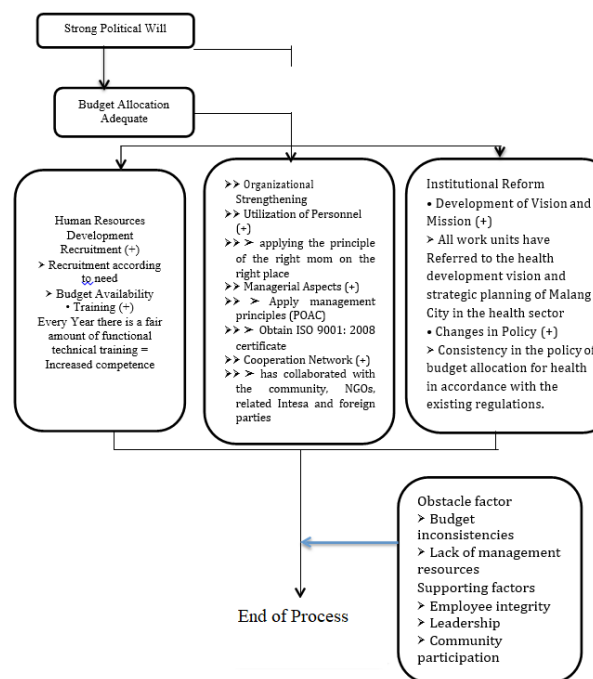 Strong Political Will
Budget Allocation
Adequate
Human Resources
Development
Recruitment (+)
➤ Recruitment according
to need
➤ Budget Availability
• Training (+)
Every Year there is a fair
amount of functional
technical training =
Increased competence
➤➤ Organizational
Strengthening
➤➤ Utilization of Personnel
(+)
➤➤ ➤ applying the principle
of the right mom on the
right place
➤➤ Managerial Aspects (+)
➤➤ ➤ Apply management
principles (POAC)
➤➤ ➤ Obtain ISO 9001: 2008
certificate
➤➤ Cooperation Network (+)
➤➤ ➤ has collaborated with
the community, NGOs,
related Intesa and foreign
parties
Institutional Reform
• Development of Vision and
Mission (+)
➤ All work units have
Referred to the health
development vision and
strategic planning of Malang
City in the health sector
• Changes in Policy (+)
➤ Consistency in the policy of
budget allocation for health
in accordance with the
existing regulations.
Obstacle factor
➤ Budget
inconsistencies
➤ Lack of management
resources
Supporting factors
➤ Employee integrity
➤ Leadership
➤ Community
participation
End of Process